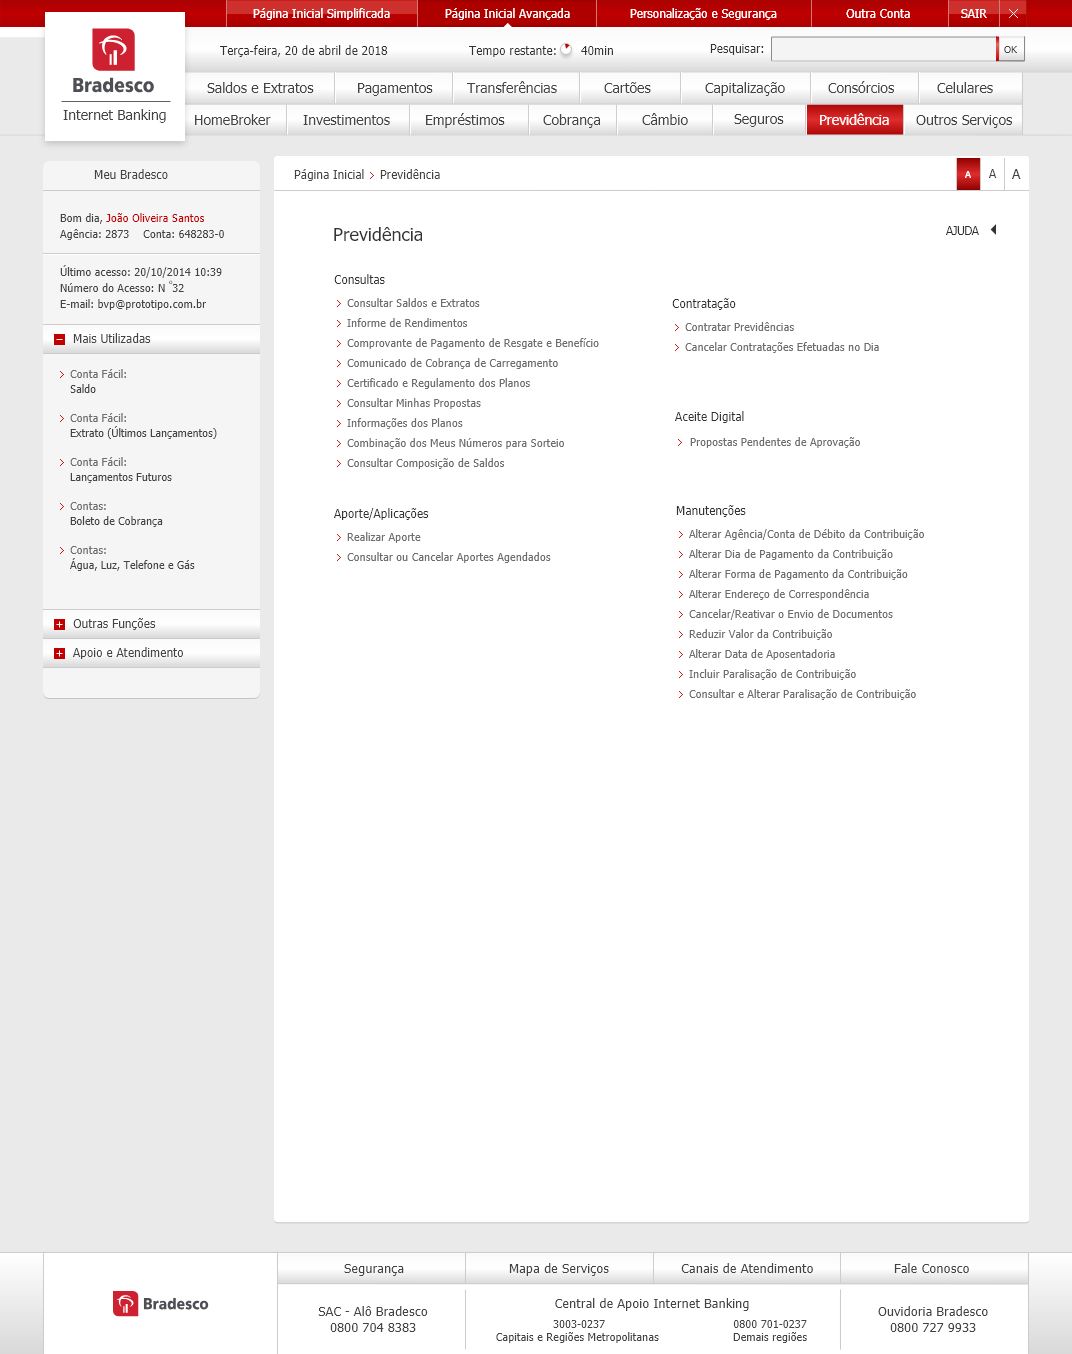 Página Inicial Simplificada
Página Inicial Avançada
Personalização e Segurança
Outra Conta
SAIR
Bradesco
Internet Banking
Terça-feira, 20 de abril de 2018
Tempo restante: 40min
Pesquisar:
OK
Saldos e Extratos
Pagamentos
Transferências
Cartões
Capitalização
Consórcios
Celulares
HomeBroker
Investimentos
Empréstimos
Cobrança
Câmbio
Seguros
Previdência
Outros Serviços
Meu Bradesco
Bom dia, João Oliveira Santos
Agência: 2873 Conta: 648283-0
Último acesso: 20/10/2014 10:39
Número do Acesso: N °32
E-mail: bvp@prototipo.com.br
Mais Utilizadas
Conta Fácil:
Saldo
Conta Fácil:
Extrato (Últimos Lançamentos)
Conta Fácil:
Lançamentos Futuros
Contas:
Boleto de Cobrança
Contas:
Água, Luz, Telefone e Gás
Outras Funções
Apoio e Atendimento
Página Inicial > Previdência
A A A
Previdência
AJUDA
Consultas
Consultar Saldos e Extratos
Informe de Rendimentos
Comprovante de Pagamento de Resgate e Benefício
Comunicado de Cobrança de Carregamento
Certificado e Regulamento dos Planos
Consultar Minhas Propostas
Informações dos Planos
Combinação dos Meus Números para Sorteio
Consultar Composição de Saldos
Aporte/Aplicações
Realizar Aporte
Consultar ou Cancelar Aportes Agendados
Contratação
Contratar Previdências
Cancelar Contratações Efetuadas no Dia
Aceite Digital
Propostas Pendentes de Aprovação
Manutenções
Alterar Agência/Conta de Débito da Contribuição
Alterar Dia de Pagamento da Contribuição
Alterar Forma de Pagamento da Contribuição
Alterar Endereço de Correspondência
Cancelar/Reativar o Envio de Documentos
Reduzir Valor da Contribuição
Alterar Data de Aposentadoria
Incluir Paralisação de Contribuição
Consultar e Alterar Paralisação de Contribuição
Bradesco
Segurança
Mapa de Serviços
Canais de Atendimento
Fale Conosco
SAC - Alô Bradesco
0800 704 8383
Central de Apoio Internet Banking
3003-0237
Capitais e Regiões Metropolitanas
0800 701-0237
Demais regiões
Ouvidoria Bradesco
0800 727 9933